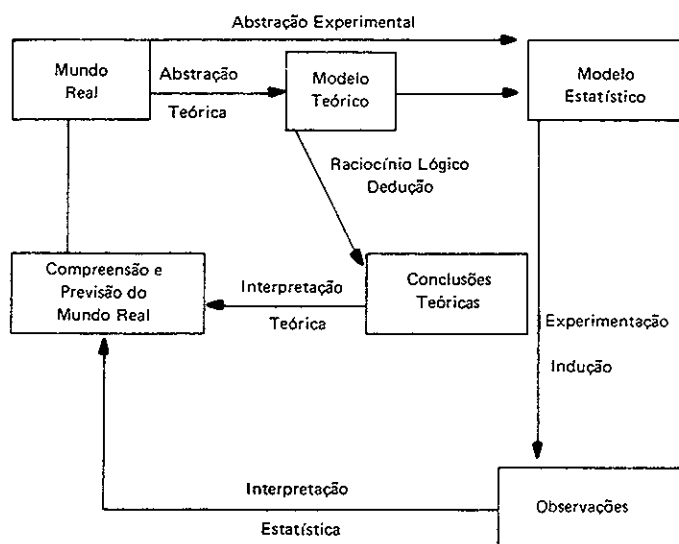 Abstração Experimental
Mundo
Real
Abstração
Teórica
Modelo
Teórico
Modelo
Estatístico
Raciocínio Lógico
Dedução
Compreensão e
Previsão do
Mundo Real
Interpretação
Teórica
Conclusões
Teóricas
Experimentação
Indução
Interpretação
Estatística
Observações